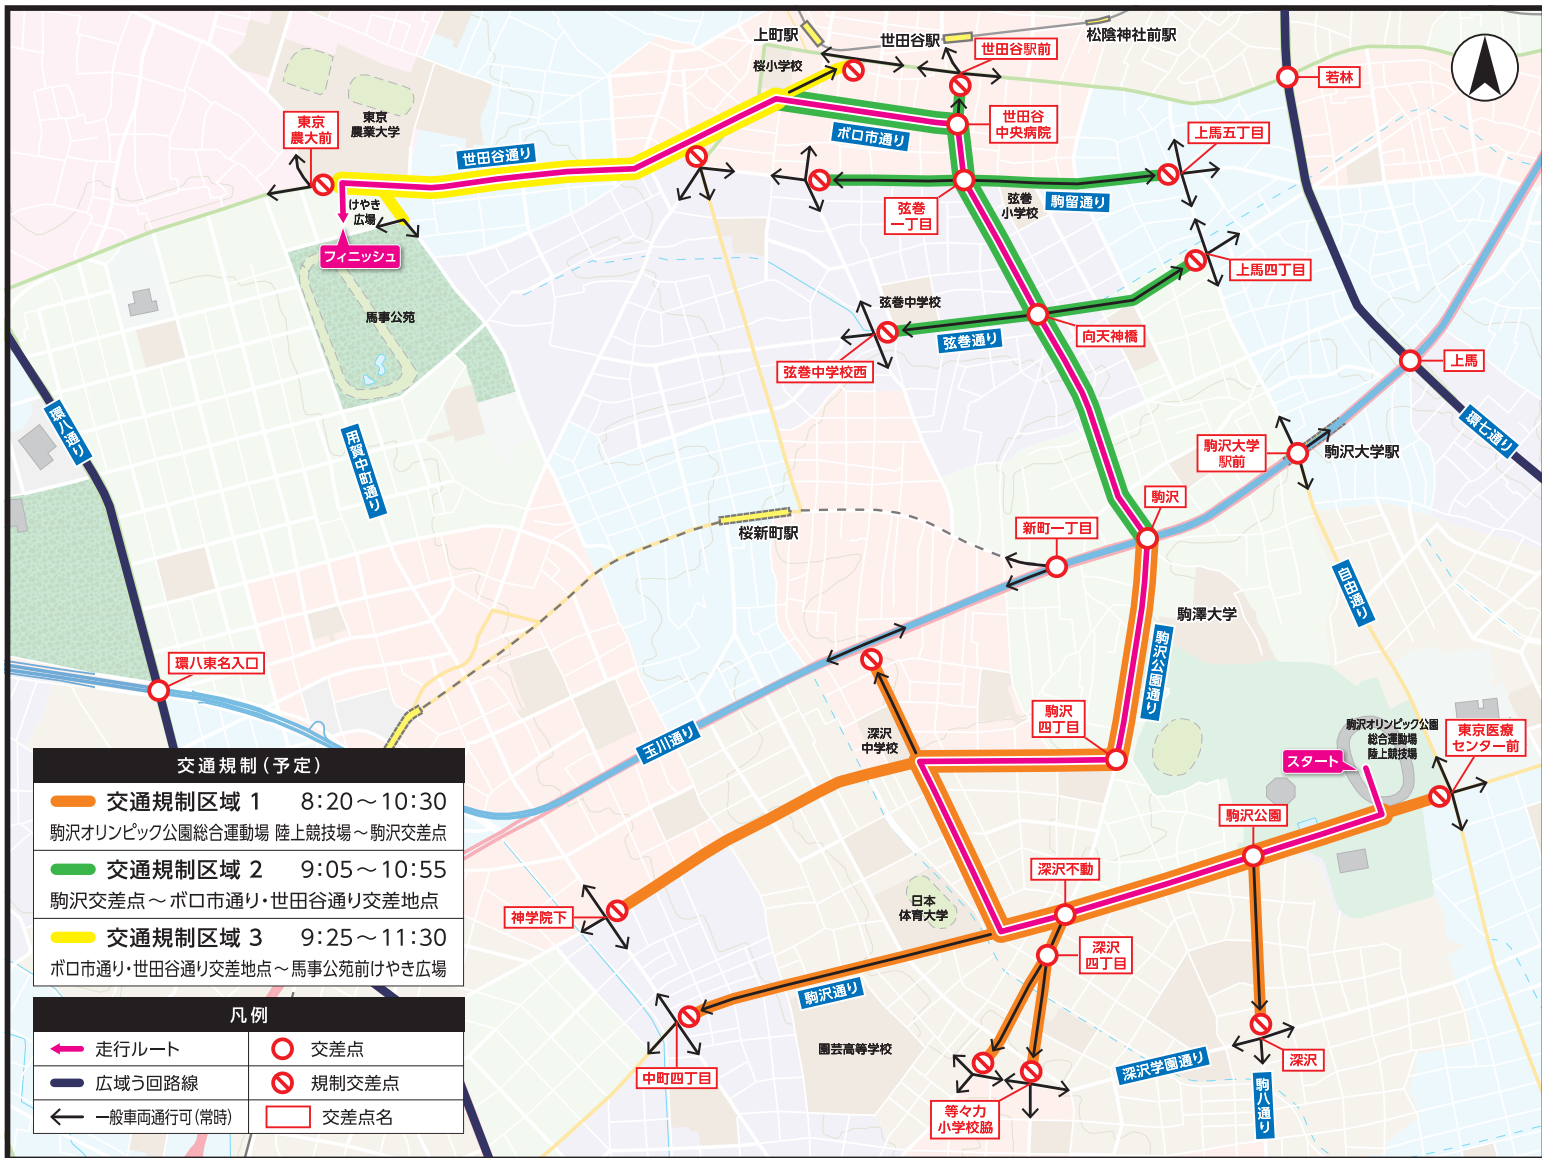 上町駅
世田谷駅
松陰神社前駅
世田谷駅前
桜小学校
若林
東京
農業大学
東京
農大前
世田谷
中央病院
上馬五丁目
ボロ市通り
世田谷通り
けやき
広場
弦巻
一丁目
弦巻
小学校
駒留通り
フィニッシュ
上馬四丁目
馬事公苑
弦巻中学校
弦巻通り
向天神橋
弦巻中学校西
上馬
環八通り
用賀中町通り
環七通り
駒沢大学
駅前
駒沢大学駅
駒沢
桜新町駅
新町一丁目
自由通り
駒澤大学
駒沢公園通り
環八東名入口
玉川通り
深沢
中学校
駒沢
四丁目
駒沢オリンピック公園
総合運動場
陸上競技場
東京医療
センター前
スタート
駒沢公園
深沢不動
日本
体育大学
神学院下
深沢
四丁目
駒沢通り
園芸高等学校
中町四丁目
深沢学園通り
深沢
等々力
小学校脇
駒八通り
交通規制(予定)
交通規制区域 1 8:20～10:30
駒沢オリンピック公園総合運動場 陸上競技場～駒沢交差点
交通規制区域 2 9:05～10:55
駒沢交差点～ボロ市通り・世田谷通り交差地点
交通規制区域 3 9:25～11:30
ボロ市通り・世田谷通り交差地点～馬事公苑前けやき広場
凡例
走行ルート 交差点
広域う回路線 規制交差点
一般車両通行可(常時) 交差点名